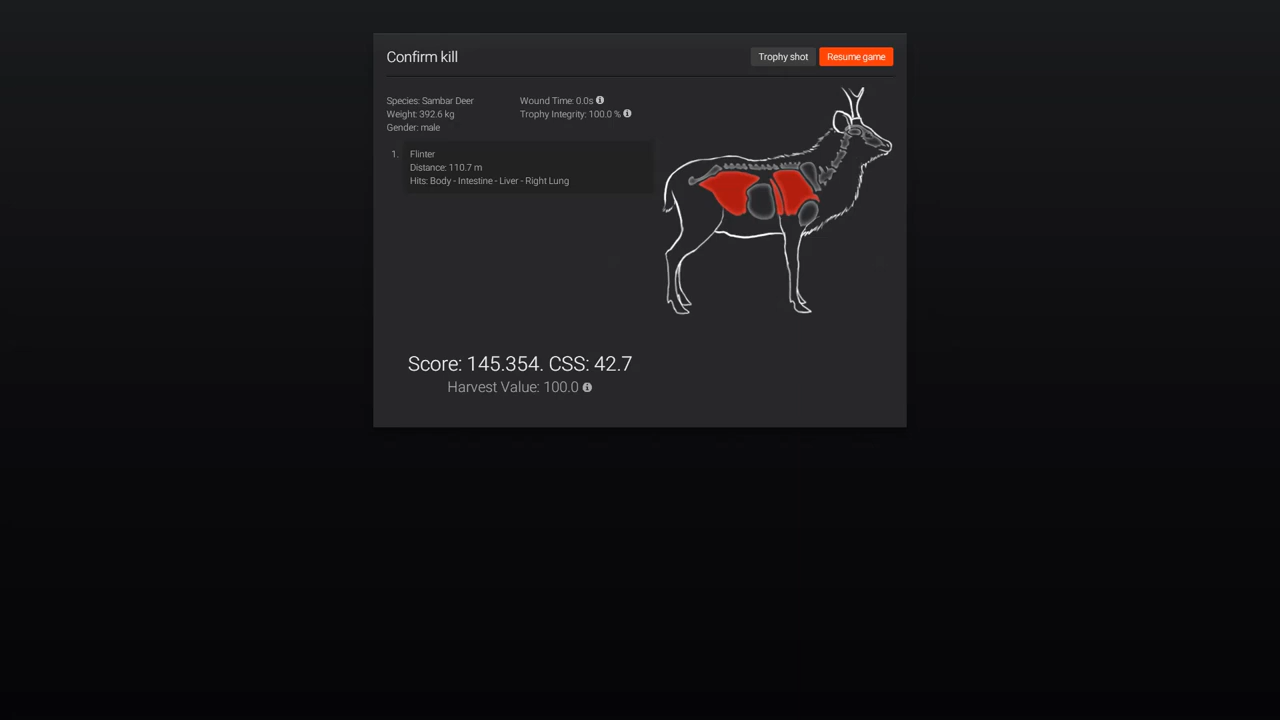 Confirm kill
Trophy shot
Resume game
Species: Sambar Deer
Weight: 392.6 kg
Gender: male
Wound Time: 0.0s
Trophy Integrity: 100.0 %
1.
Flinter
Distance: 110.7 m
Hits: Body - Intestine - Liver - Right Lung
Score: 145.354. CSS: 42.7
Harvest Value: 100.0